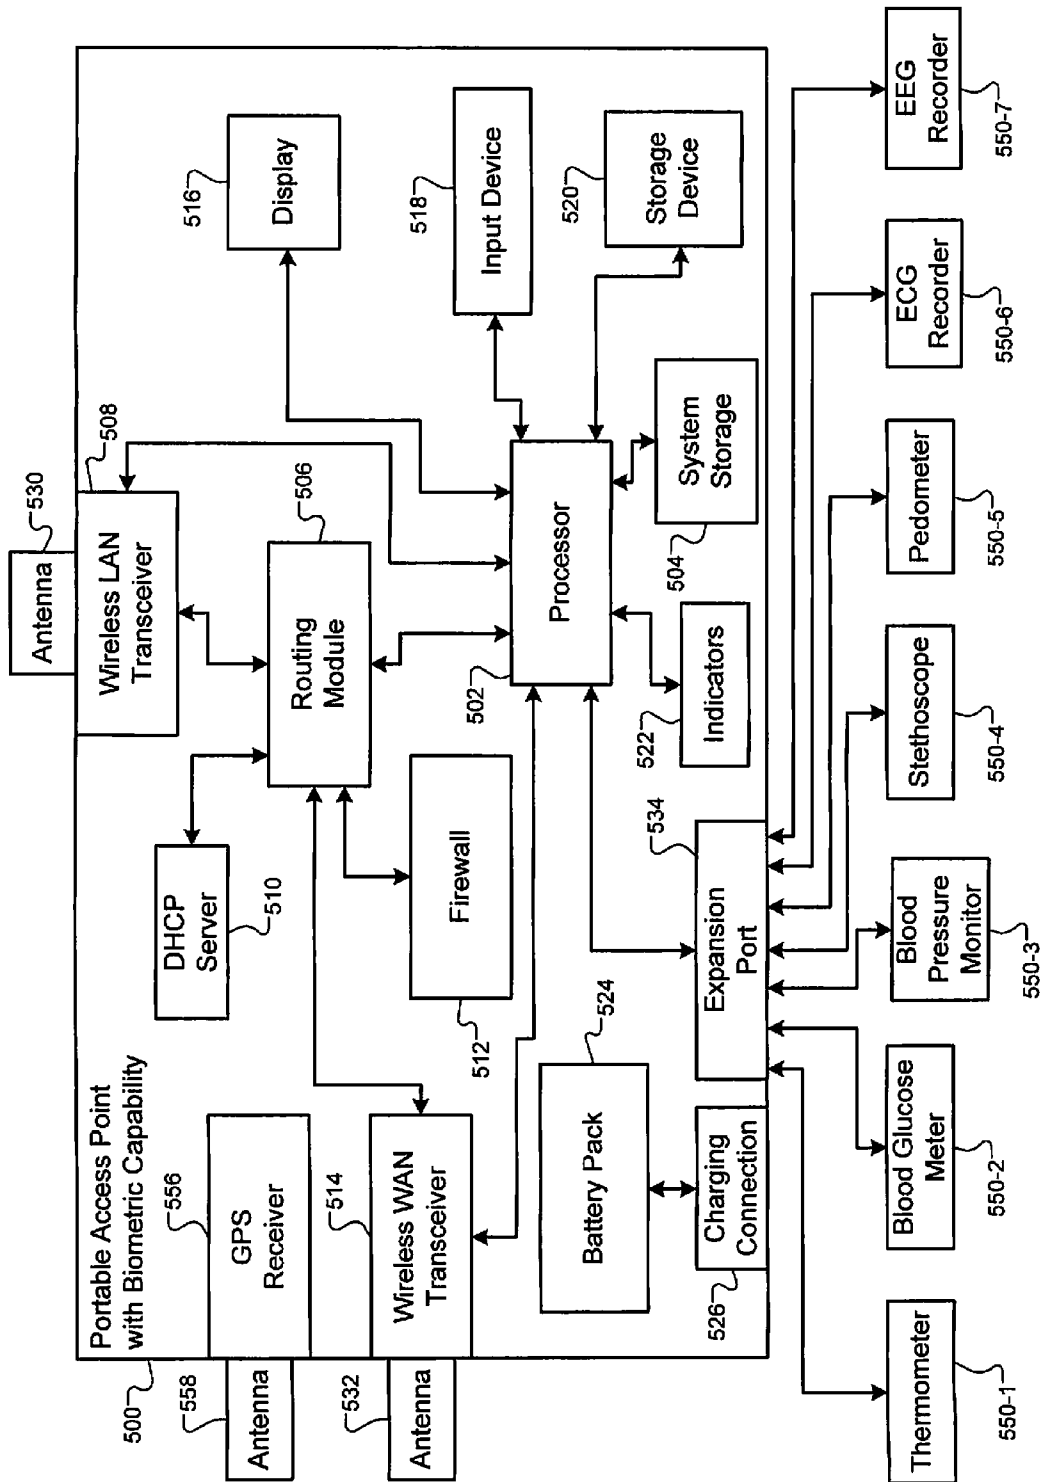 Portable Access Point
with Biometric Capability
500
Antenna
558
GPS
Receiver
556
Antenna
532
Wireless WAN
Transceiver
514
DHCP
Server
510
Firewall
512
Antenna
530
Wireless LAN
Transceiver
508
Routing
Module
506
Display
516
Input Device
518
Storage
Device
520
Processor
502
System
Storage
504
Indicators
522
Battery Pack
524
Charging
Connection
526
Expansion
Port
534
Thermometer
550-1
Blood Glucose
Meter
550-2
Blood
Pressure
Monitor
550-3
Stethoscope
550-4
Pedometer
550-5
ECG
Recorder
550-6
EEG
Recorder
550-7